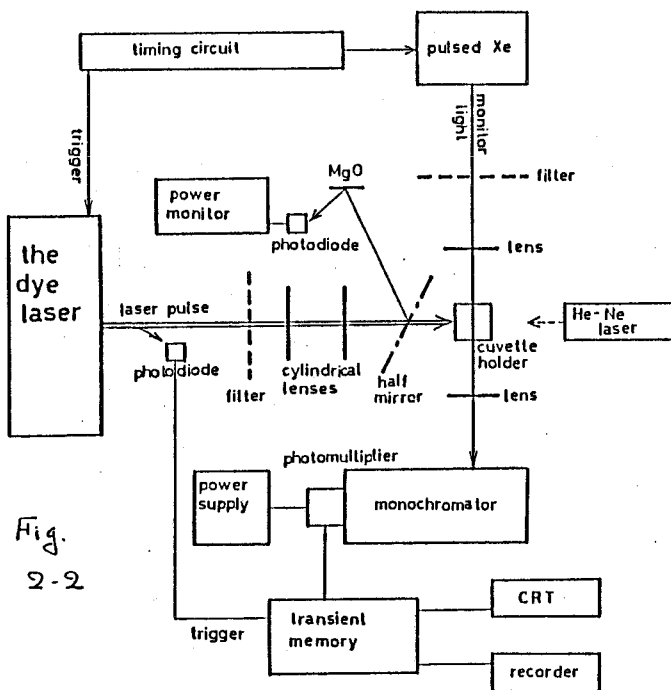 timing circuit
pulsed Xe
trigger
monitor
light
MgO
filter
power
monitor
photodiode
lens
the
dye
laser
laser pulse
He-Ne
laser
photodiode
cuvette
holder
filter
cylindrical
lenses
half
mirror
lens
photomultiplier
power
supply
monochromator
Fig.
2-2
trigger
transient
memory
CRT
recorder